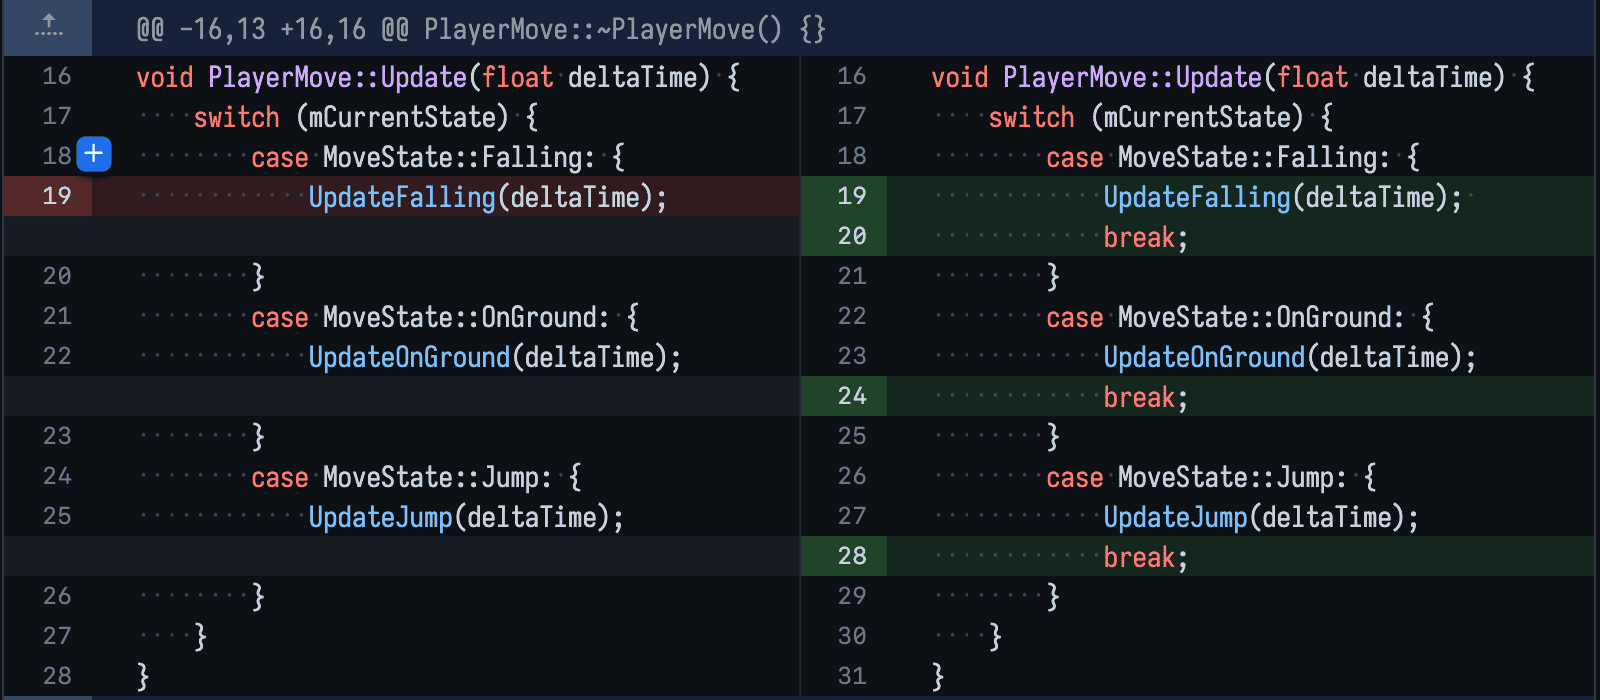 @@ -16,13 +16,16 @@ PlayerMove::~PlayerMove() {}
16 void PlayerMove::Update(float deltaTime) {
17 switch (mCurrentState) {
18 + case MoveState::Falling: {
19 UpdateFalling(deltaTime);
20 }
21 case MoveState::OnGround: {
22 UpdateOnGround(deltaTime);
23 }
24 case MoveState::Jump: {
25 UpdateJump(deltaTime);
26 }
27 }
28 }
16 void PlayerMove::Update(float deltaTime) {
17 switch (mCurrentState) {
18 case MoveState::Falling: {
19 UpdateFalling(deltaTime);
20 break;
21 }
22 case MoveState::OnGround: {
23 UpdateOnGround(deltaTime);
24 break;
25 }
26 case MoveState::Jump: {
27 UpdateJump(deltaTime);
28 break;
29 }
30 }
31 }